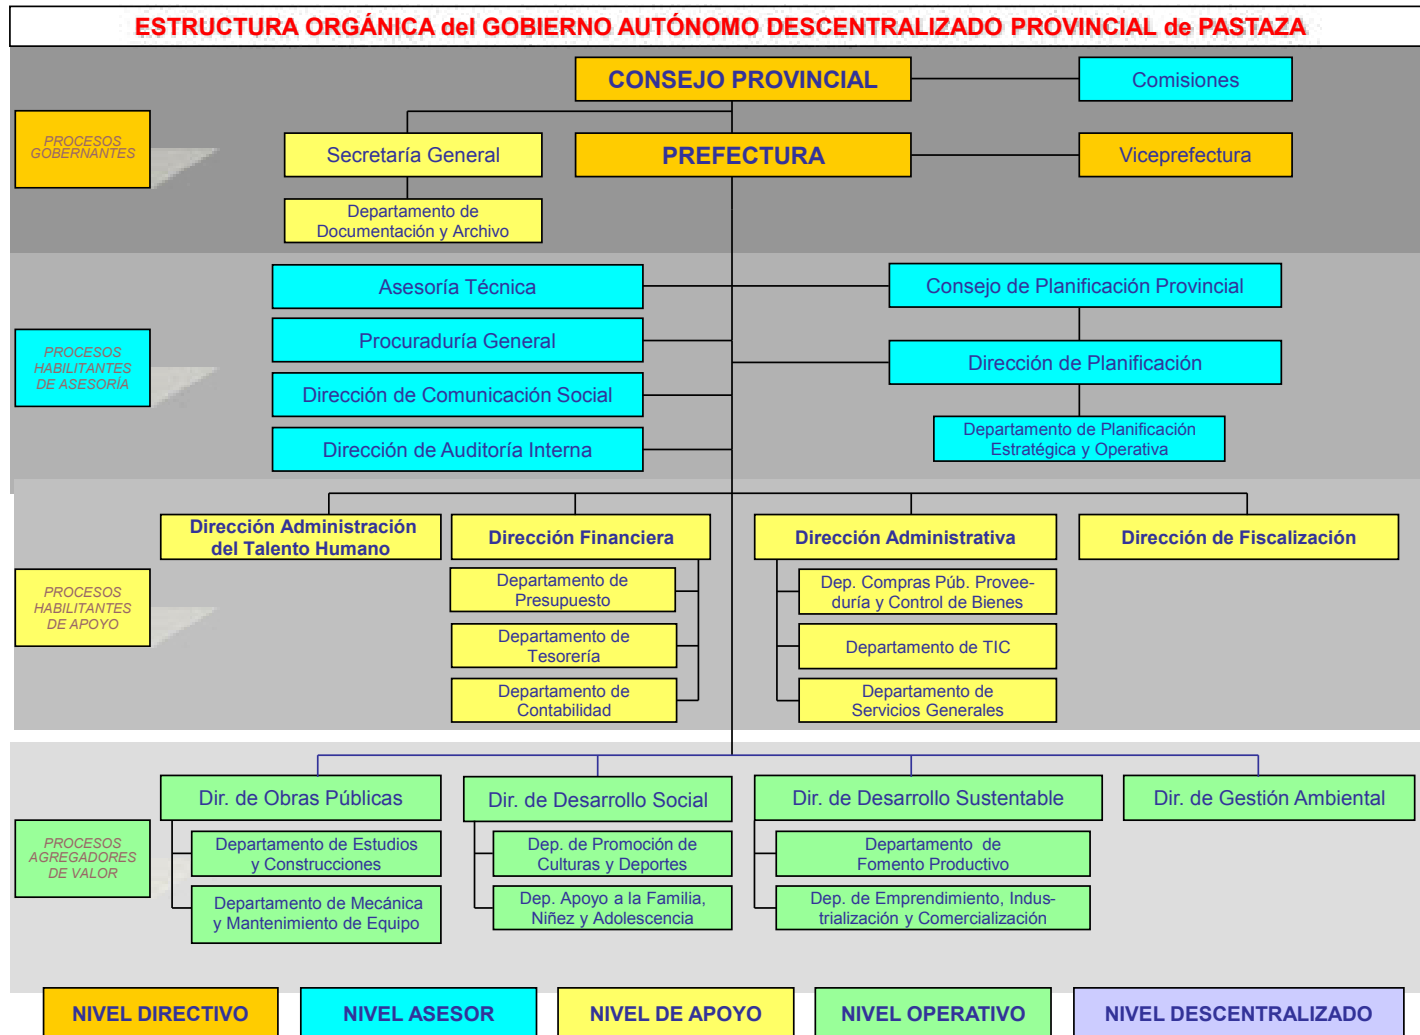 ESTRUCTURA ORGÁNICA del GOBIERNO AUTÓNOMO DESCENTRALIZADO PROVINCIAL de PASTAZA
CONSEJO PROVINCIAL
Comisiones
PROCESOS
GOBERNANTES
Secretaría General
PREFECTURA
Viceprefectura
Departamento de
Documentación y Archivo
Asesoría Técnica
Consejo de Planificación Provincial
PROCESOS
HABILITANTES
DE ASESORÍA
Procuraduría General
Dirección de Planificación
Dirección de Comunicación Social
Dirección de Auditoría Interna
Departamento de Planificación
Estratégica y Operativa
Dirección Administración
del Talento Humano
Dirección Financiera
Dirección Administrativa
Dirección de Fiscalización
PROCESOS
HABILITANTES
DE APOYO
Departamento de
Presupuesto
Dep. Compras Púb. Provee-
duría y Control de Bienes
Departamento de
Tesorería
Departamento de TIC
Departamento de
Contabilidad
Departamento de
Servicios Generales
Dir. de Obras Públicas
Dir. de Desarrollo Social
Dir. de Desarrollo Sustentable
Dir. de Gestión Ambiental
PROCESOS
AGREGADORES
DE VALOR
Departamento de Estudios
y Construcciones
Dep. de Promoción de
Culturas y Deportes
Departamento  de
Fomento Productivo
Departamento de Mecánica
y Mantenimiento de Equipo
Dep. Apoyo a la Familia,
Niñez y Adolescencia
Dep. de Emprendimiento, Indus-
trialización y Comercialización
NIVEL DIRECTIVO
NIVEL ASESOR
NIVEL DE APOYO
NIVEL OPERATIVO
NIVEL DESCENTRALIZADO